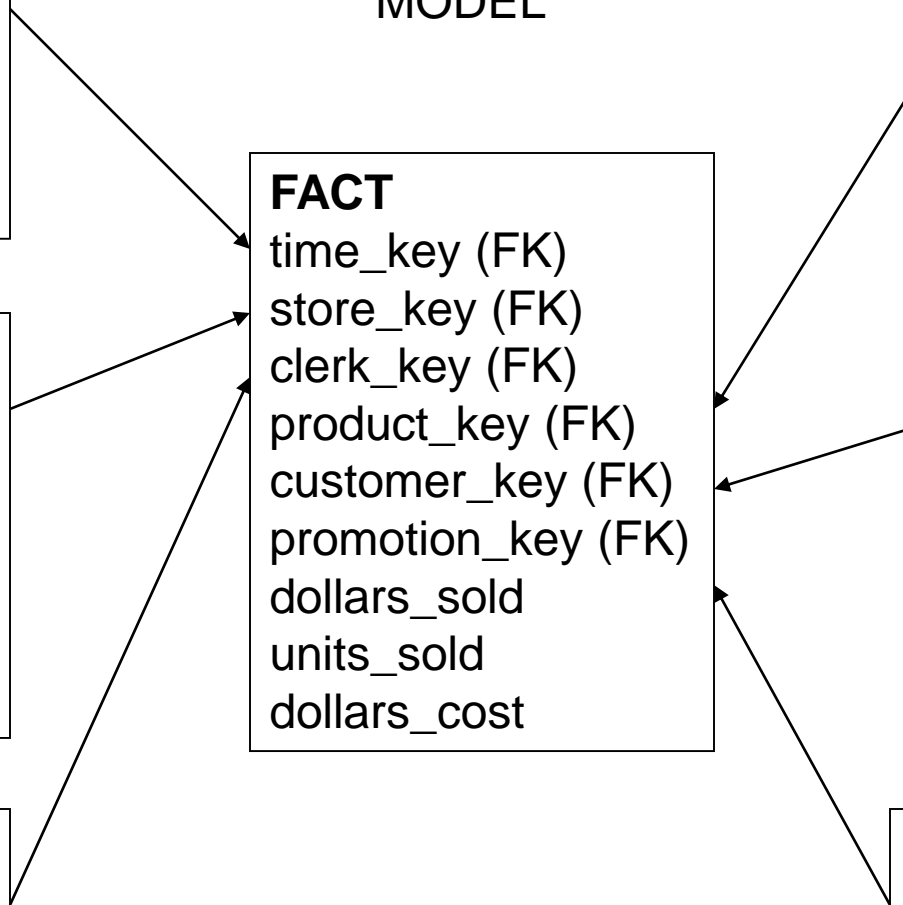 MODEL
FACT
time_key (FK)
store_key (FK)
clerk_key (FK)
product_key (FK)
customer_key (FK)
promotion_key (FK)
dollars_sold
units_sold
dollars_cost